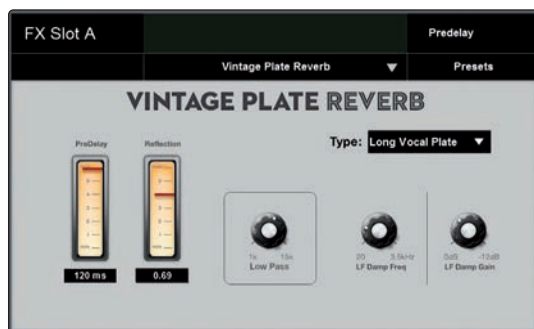 FX Slot A
Predelay
Vintage Plate Reverb
Presets
VINTAGE PLATE REVERB
PreDelay
Reflection
Type: Long Vocal Plate
120 ms
0.69
1k 15k
Low Pass
20 3.5kHz
LF Damp Freq
0dB -12dB
LF Damp Gain